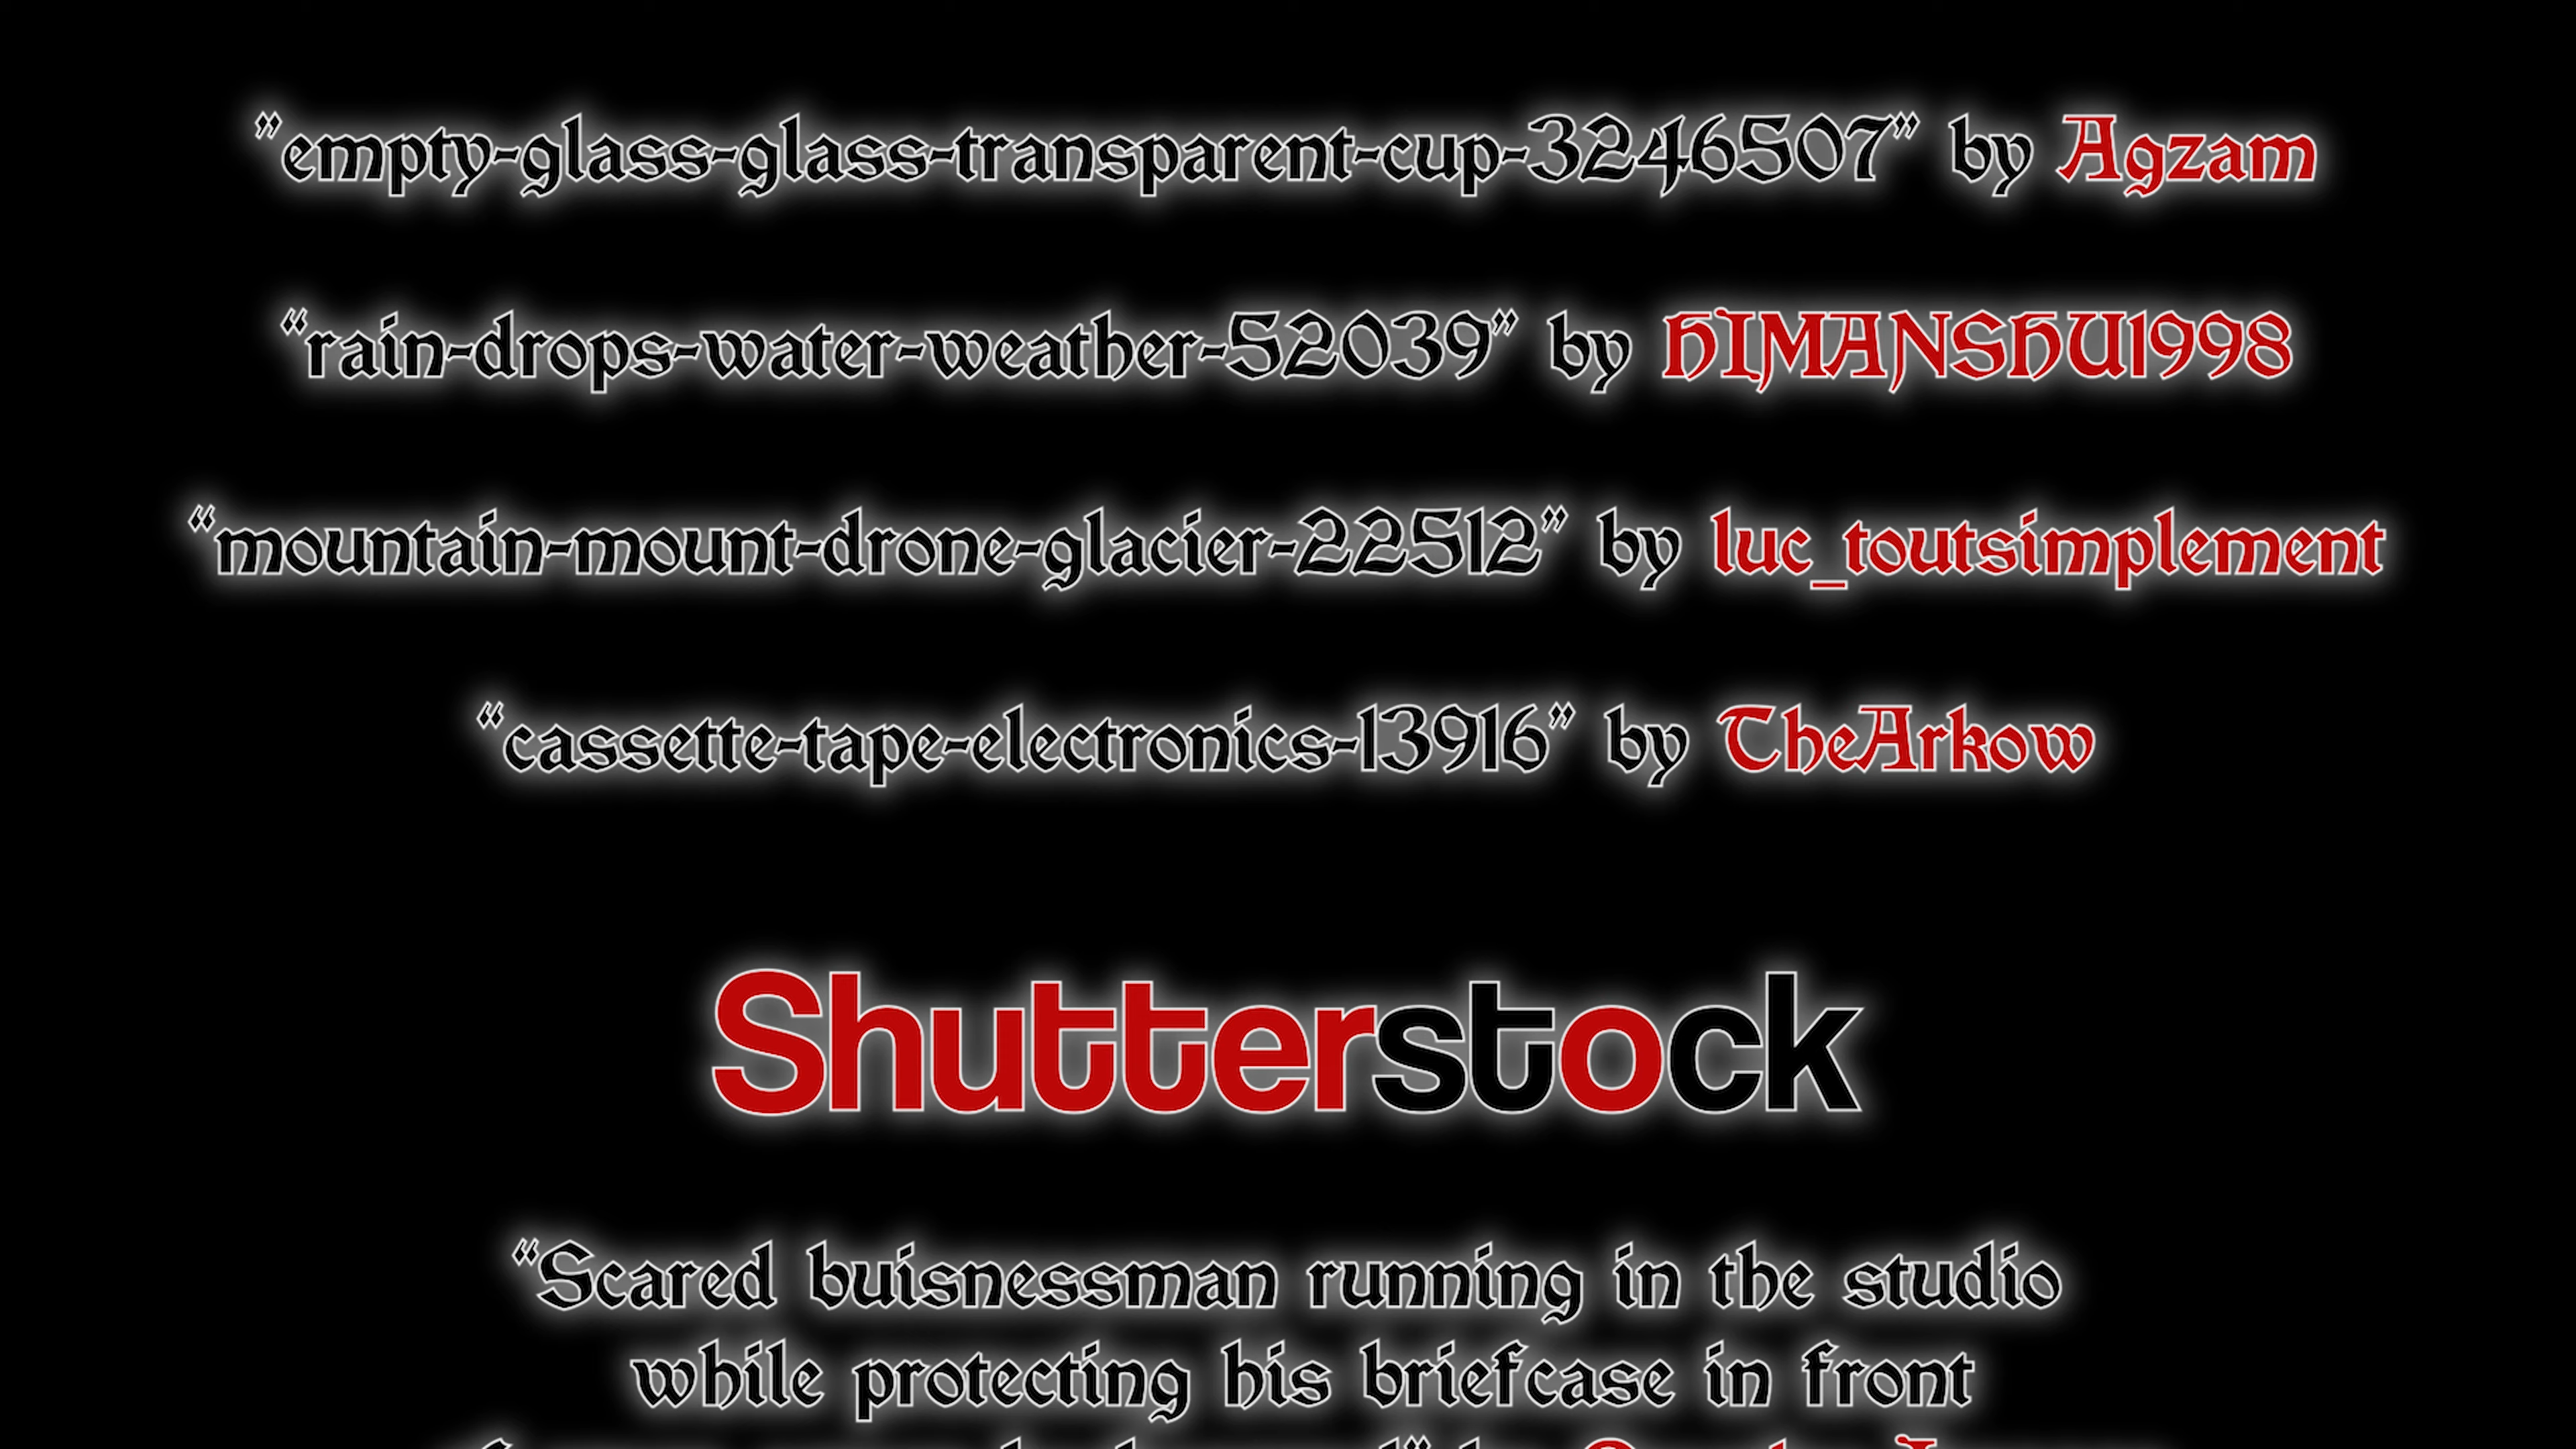 ”empty-glass-glass-transparent-cup-3246507” by Agzam
“rain-drops-water-weather-52039” by HIMANSHU1998
“mountain-mount-drone-glacier-22512” by luc_toutsimplement
“cassette-tape-electronics-13916” by TheArkow
Shutterstock
“Scared buisnessman running in the studio
while protecting his briefcase in front